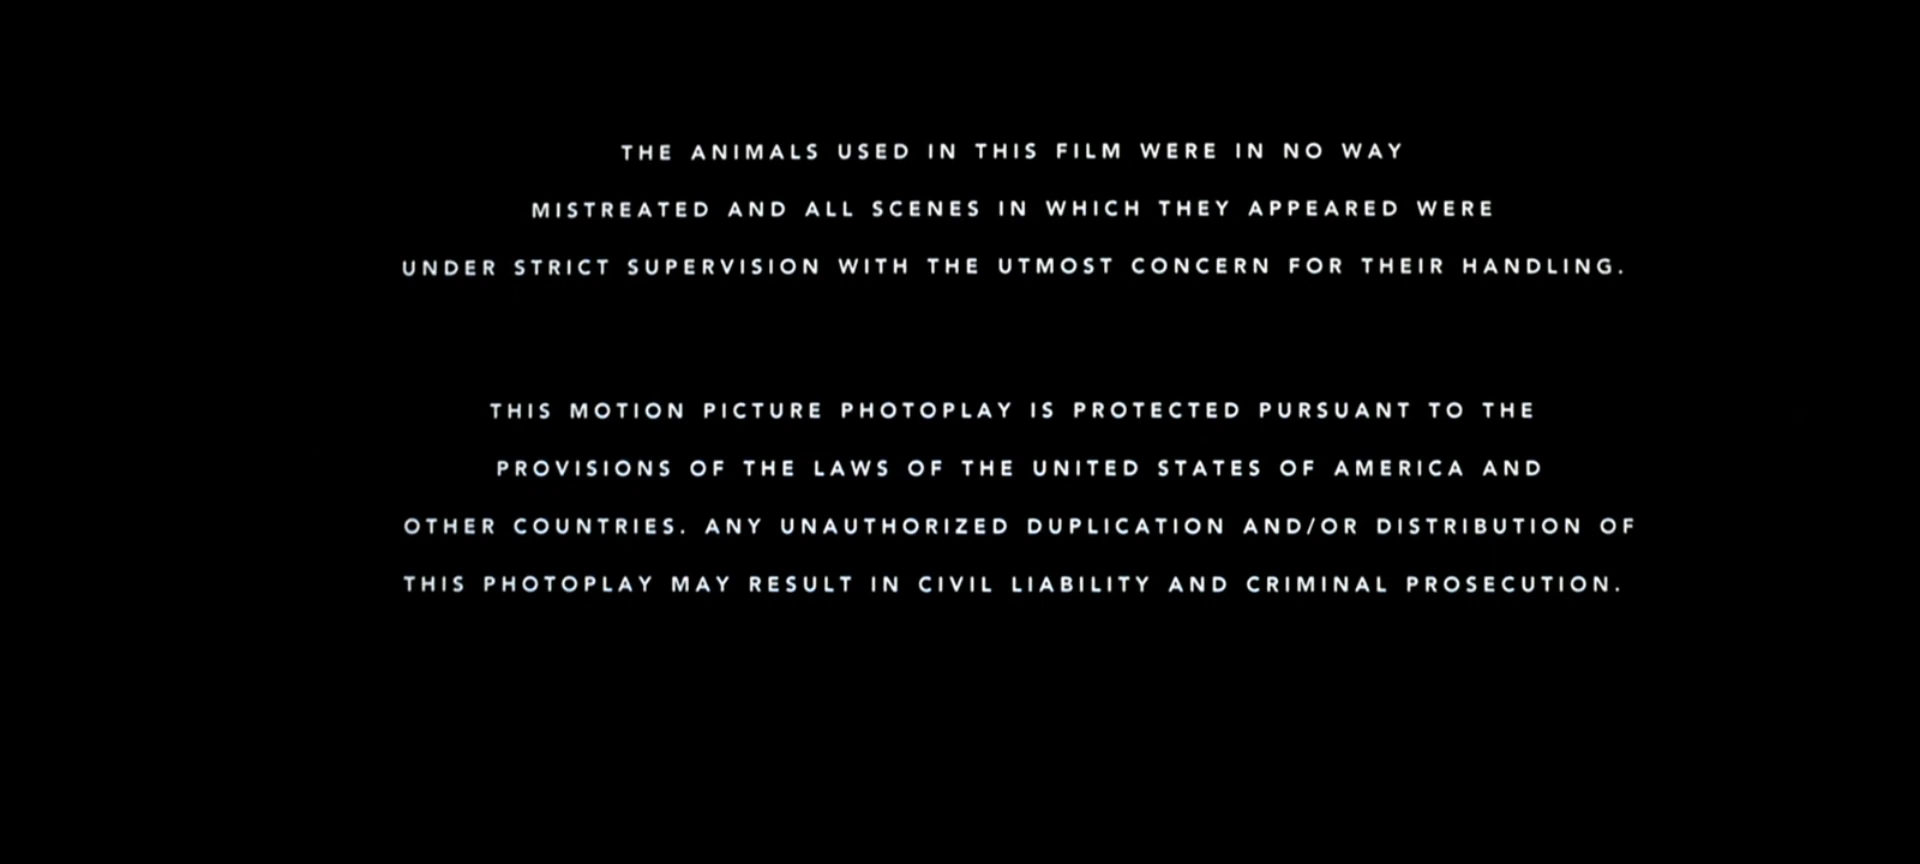 THE ANIMALS USED IN THIS FILM WERE IN NO WAY
MISTREATED AND ALL SCENES IN WHICH THEY APPEARED WERE
UNDER STRICT SUPERVISION WITH THE UTMOST CONCERN FOR THEIR HANDLING.
THIS MOTION PICTURE PHOTOPLAY IS PROTECTED PURSUANT TO THE
PROVISIONS OF THE LAWS OF THE UNITED STATES OF AMERICA AND
OTHER COUNTRIES. ANY UNAUTHORIZED DUPLICATION AND/OR DISTRIBUTION OF
THIS PHOTOPLAY MAY RESULT IN CIVIL LIABILITY AND CRIMINAL PROSECUTION.